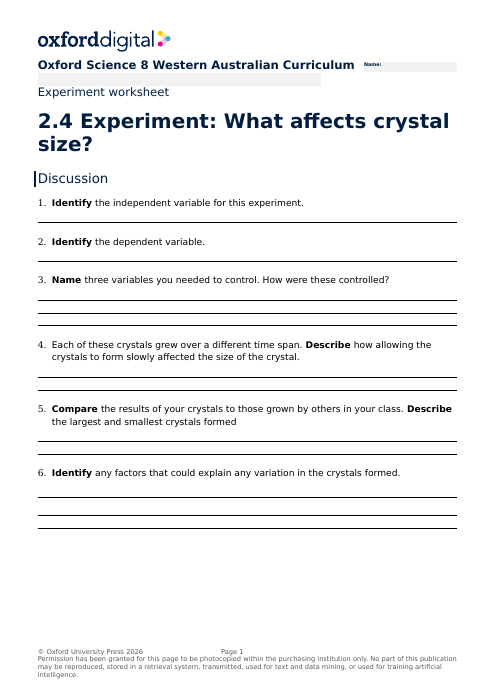 oxforddigital
Oxford Science 8 Western Australian Curriculum Name:
Experiment worksheet
2.4 Experiment: What affects crystal
size?
Discussion
1. Identify the independent variable for this experiment.
2. Identify the dependent variable.
3. Name three variables you needed to control. How were these controlled?
4. Each of these crystals grew over a different time span. Describe how allowing the
crystals to form slowly affected the size of the crystal.
5. Compare the results of your crystals to those grown by others in your class. Describe
the largest and smallest crystals formed
6. Identify any factors that could explain any variation in the crystals formed.
© Oxford University Press 2026 Page 1
Permission has been granted for this page to be photocopied within the purchasing institution only. No part of this publication
may be reproduced, stored in a retrieval system, transmitted, used for text and data mining, or used for training artificial
intelligence.